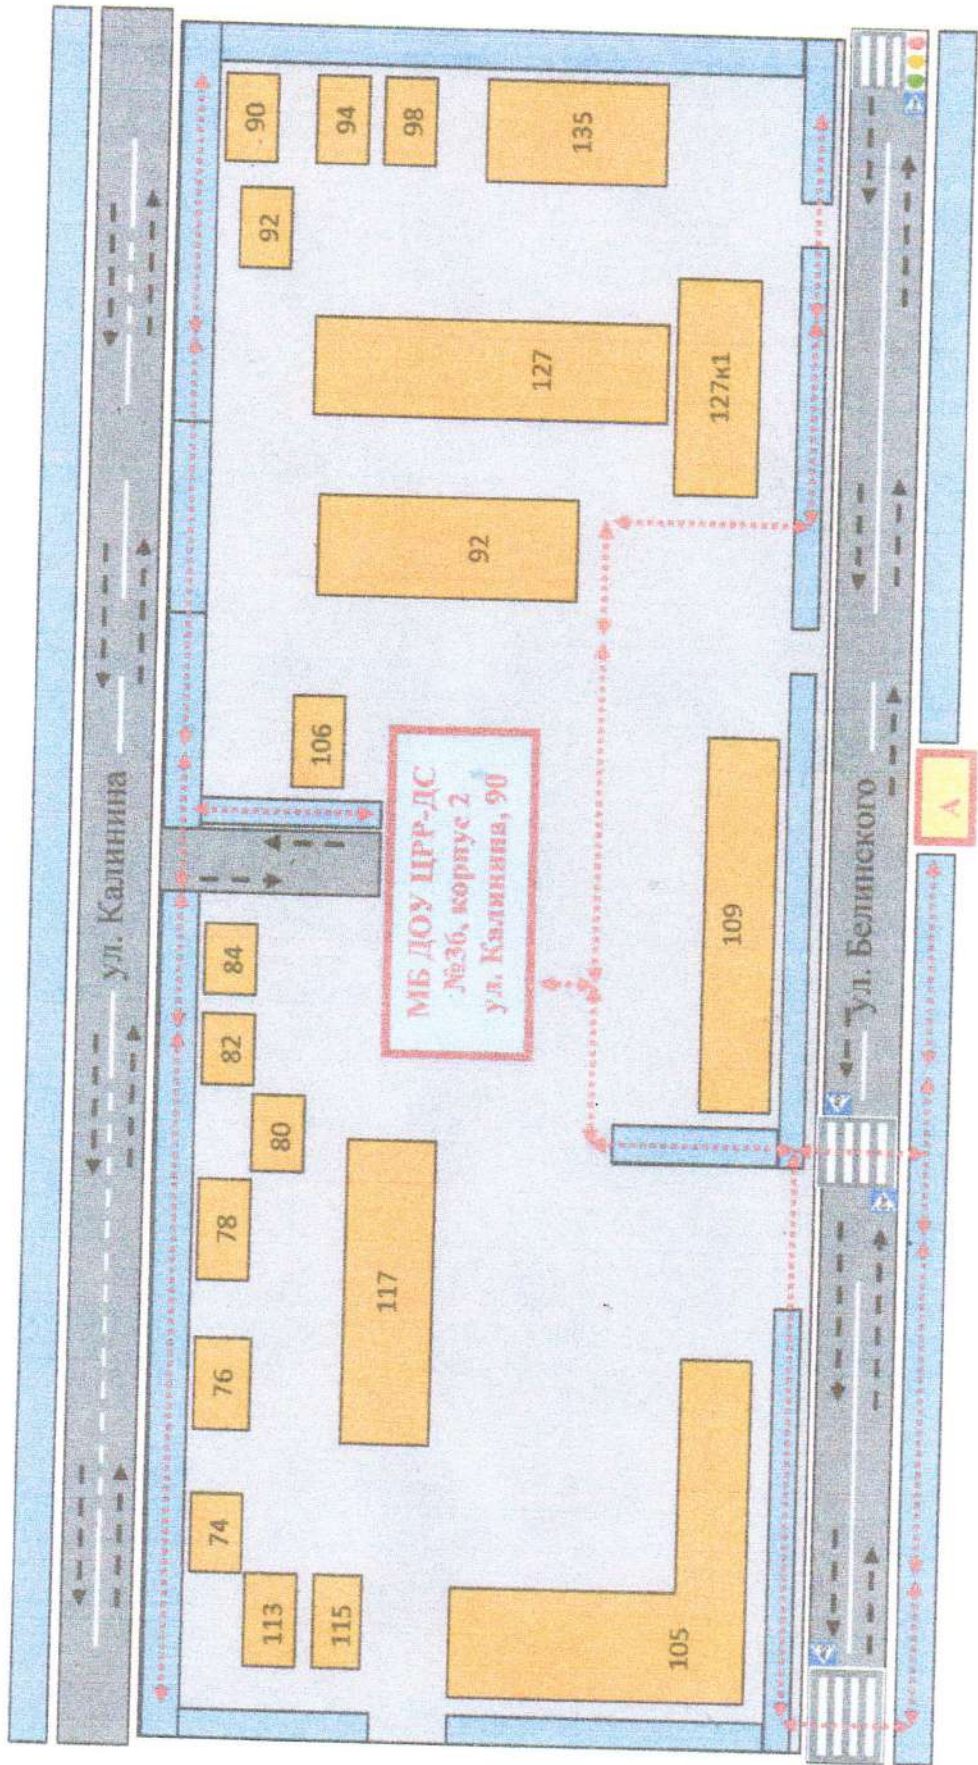 ул. Калинина
74
76
78
80
82
84
106
92
90
94
98
113
115
117
МБ ДОУ ЦРР-ДС
№36, корпус 2
ул. Калинина, 90
92
127
135
127к1
105
109
ул. Белинского
А